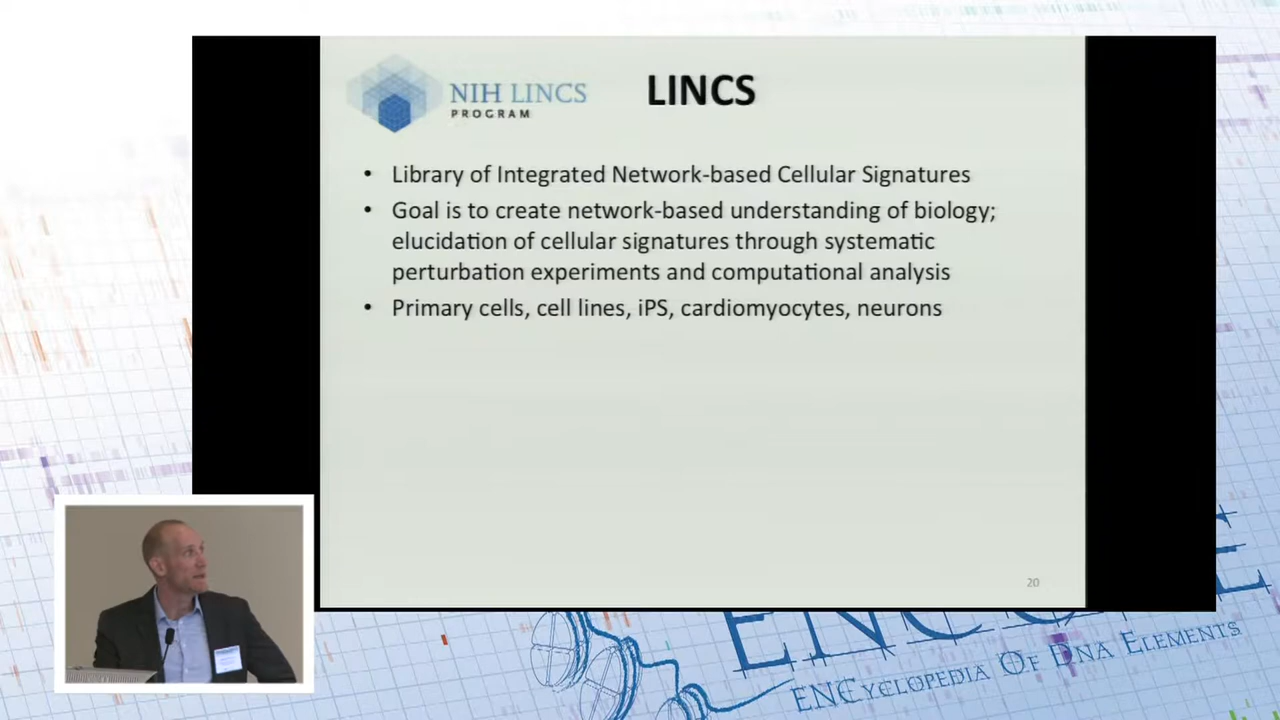 NIH LINCS
PROGRAM
LINCS
• Library of Integrated Network-based Cellular Signatures
• Goal is to create network-based understanding of biology;
elucidation of cellular signatures through systematic
perturbation experiments and computational analysis
• Primary cells, cell lines, iPS, cardiomyocytes, neurons
20
ENCODE
ENCYCLOPEDIA OF DNA ELEMENTS